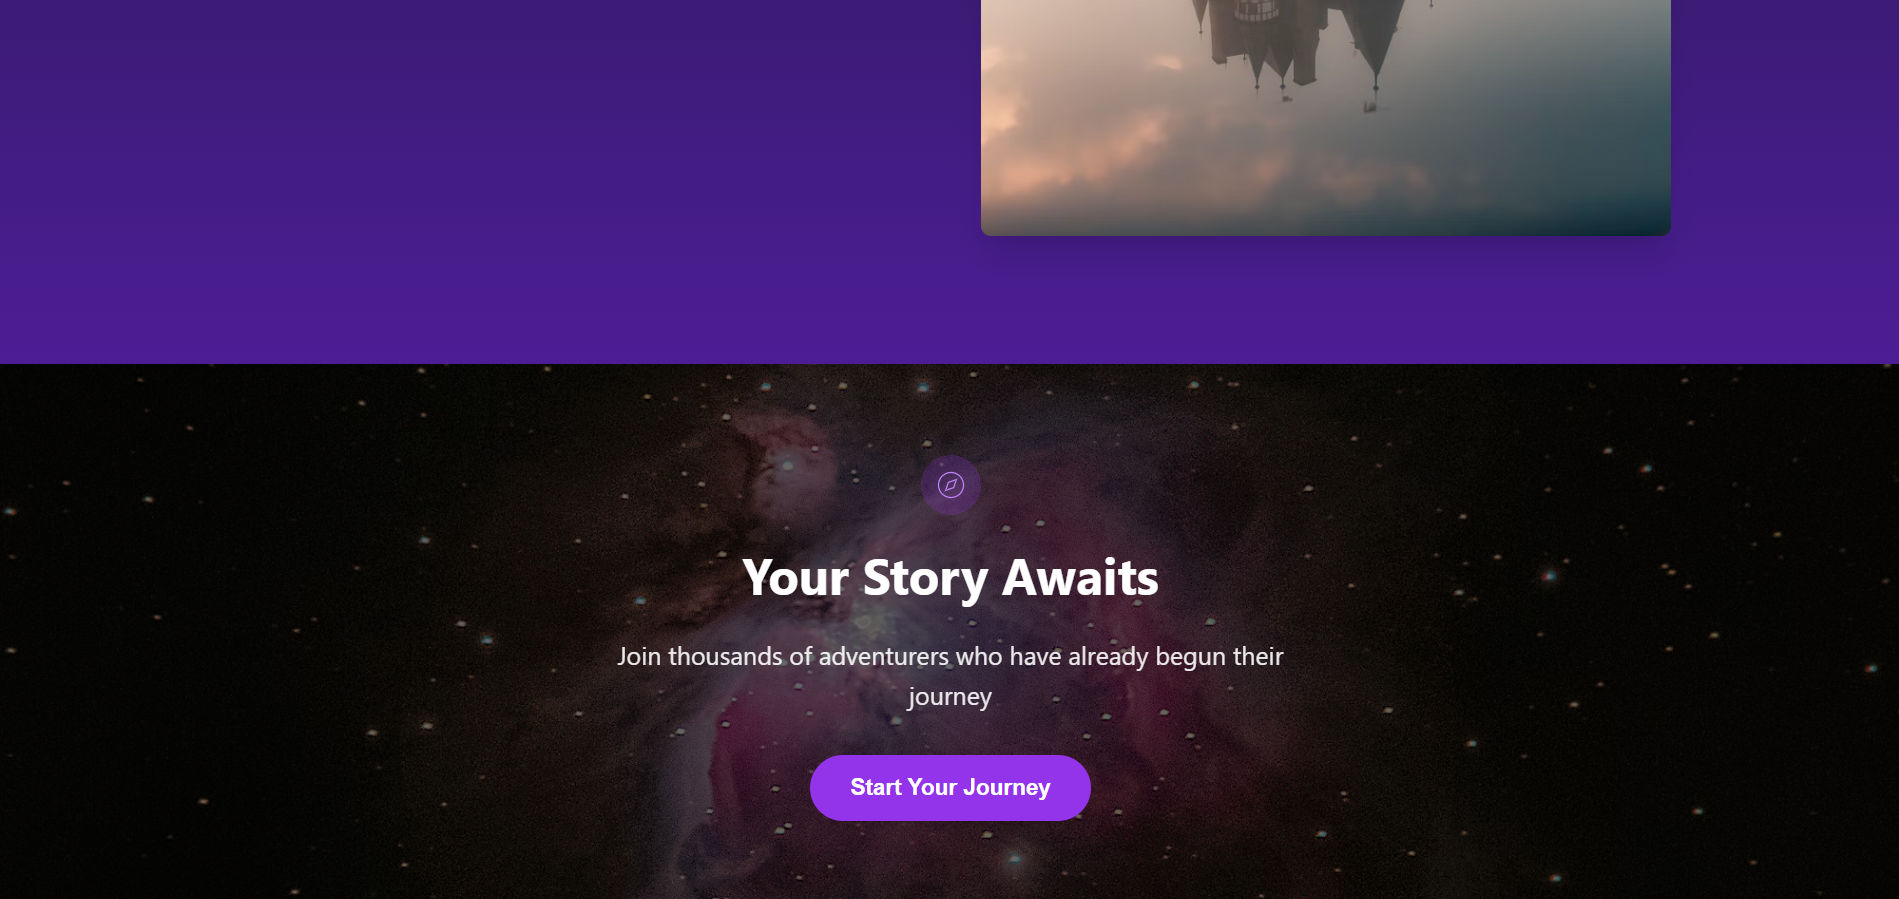 Your Story Awaits
Join thousands of adventurers who have already begun their
journey
Start Your Journey